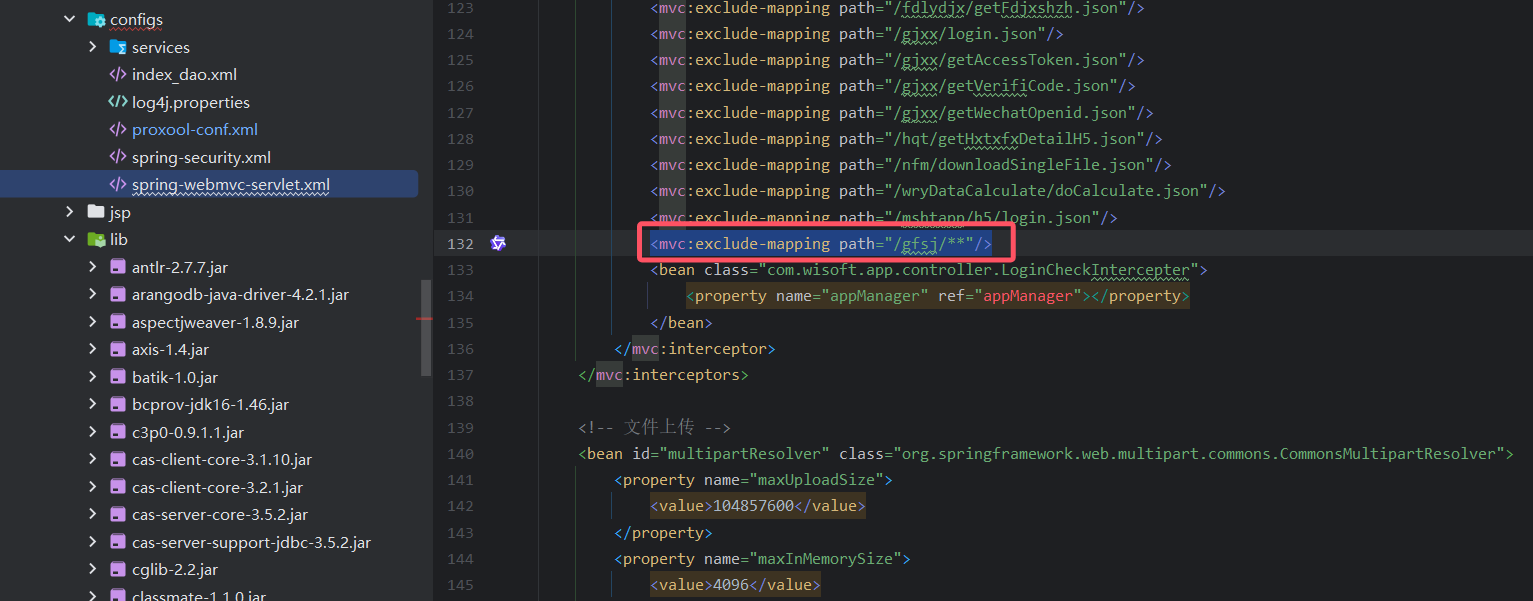 configs
services
index_dao.xml
log4j.properties
proxool-conf.xml
spring-security.xml
spring-webmvc-servlet.xml
jsp
lib
antlr-2.7.7.jar
arangodb-java-driver-4.2.1.jar
aspectjweaver-1.8.9.jar
axis-1.4.jar
batik-1.0.jar
bcprov-jdk16-1.46.jar
c3p0-0.9.1.1.jar
cas-client-core-3.1.10.jar
cas-client-core-3.2.1.jar
cas-server-core-3.5.2.jar
cas-server-support-jdbc-3.5.2.jar
cglib-2.2.jar
classmate-1.1.0.jar
123 <mvc:exclude-mapping path="/fdlydjx/getFdjxshzh.json"/>
124 <mvc:exclude-mapping path="/gjxx/login.json"/>
125 <mvc:exclude-mapping path="/gjxx/getAccessToken.json"/>
126 <mvc:exclude-mapping path="/gjxx/getVerifiCode.json"/>
127 <mvc:exclude-mapping path="/gjxx/getWechatOpenid.json"/>
128 <mvc:exclude-mapping path="/hqt/getHxtxfxDetailH5.json"/>
129 <mvc:exclude-mapping path="/nfm/downloadSingleFile.json"/>
130 <mvc:exclude-mapping path="/wryDataCalculate/doCalculate.json"/>
131 <mvc:exclude-mapping path="/mshtapp/h5/login.json"/>
132 <mvc:exclude-mapping path="/gfsj/**"/>
133 <bean class="com.wisoft.app.controller.LoginCheckIntercepter">
134 <property name="appManager" ref="appManager"></property>
135 </bean>
136 </mvc:interceptor>
137 </mvc:interceptors>
138
139 <!-- 文件上传 -->
140 <bean id="multipartResolver" class="org.springframework.web.multipart.commons.CommonsMultipartResolver">
141 <property name="maxUploadSize">
142 <value>104857600</value>
143 </property>
144 <property name="maxInMemorySize">
145 <value>4096</value>